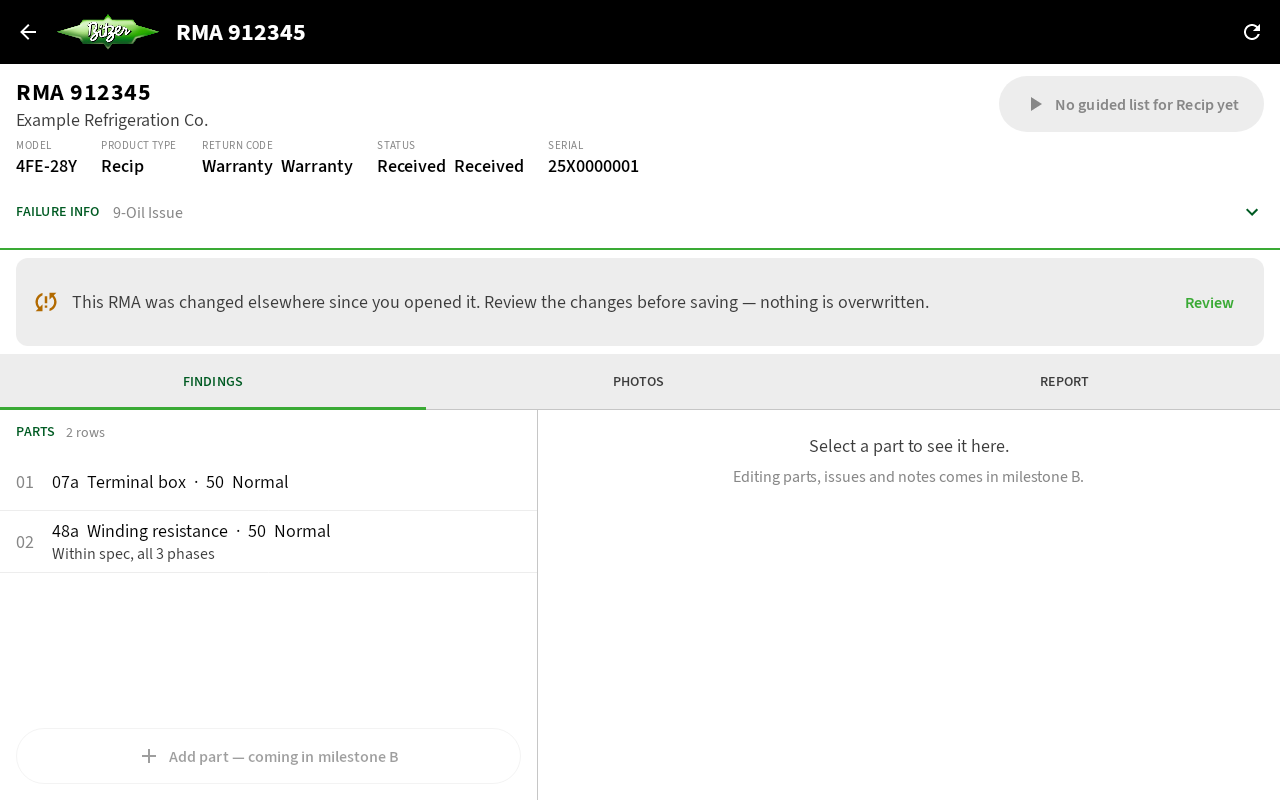 Bitzer RMA 912345
RMA 912345
Example Refrigeration Co.
No guided list for Recip yet
MODEL PRODUCT TYPE RETURN CODE STATUS SERIAL
4FE-28Y Recip Warranty Warranty Received Received 25X0000001
FAILURE INFO 9-Oil Issue
This RMA was changed elsewhere since you opened it. Review the changes before saving — nothing is overwritten. Review
FINDINGS PHOTOS REPORT
PARTS 2 rows
01 07a Terminal box · 50 Normal
02 48a Winding resistance · 50 Normal
Within spec, all 3 phases
Add part — coming in milestone B
Select a part to see it here.
Editing parts, issues and notes comes in milestone B.